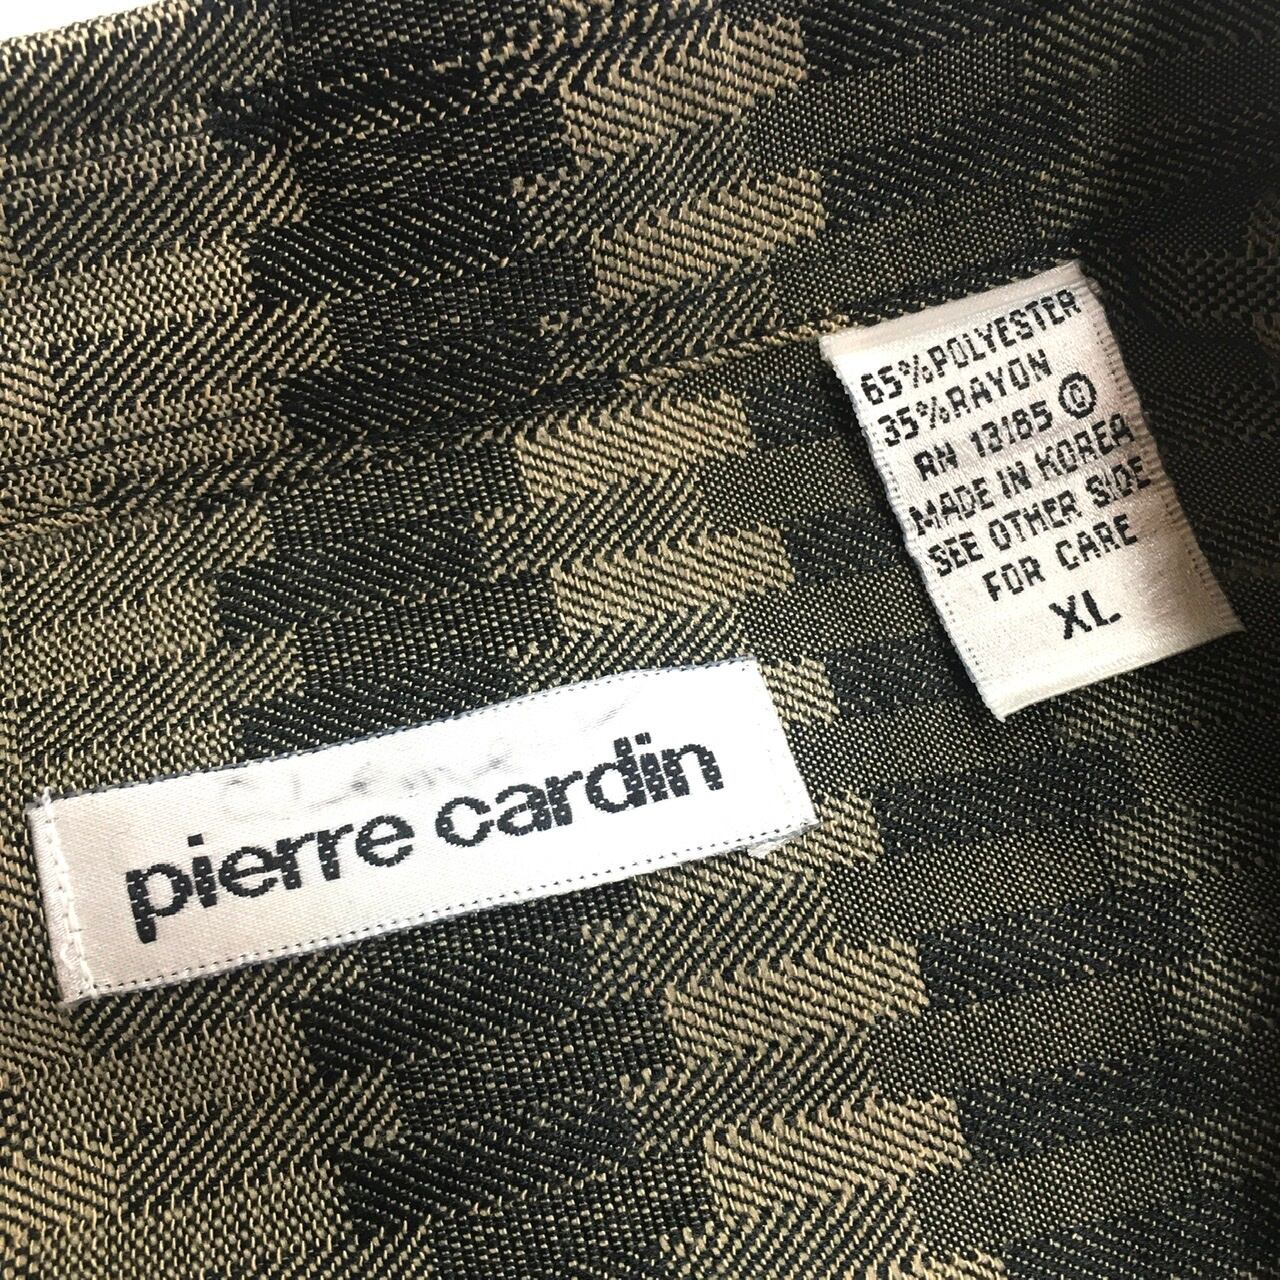 65% POLYESTER
35% RAYON
RN 13185 Ⓖ
MADE IN KOREA
SEE OTHER SIDE
FOR CARE
XL
pierre cardin